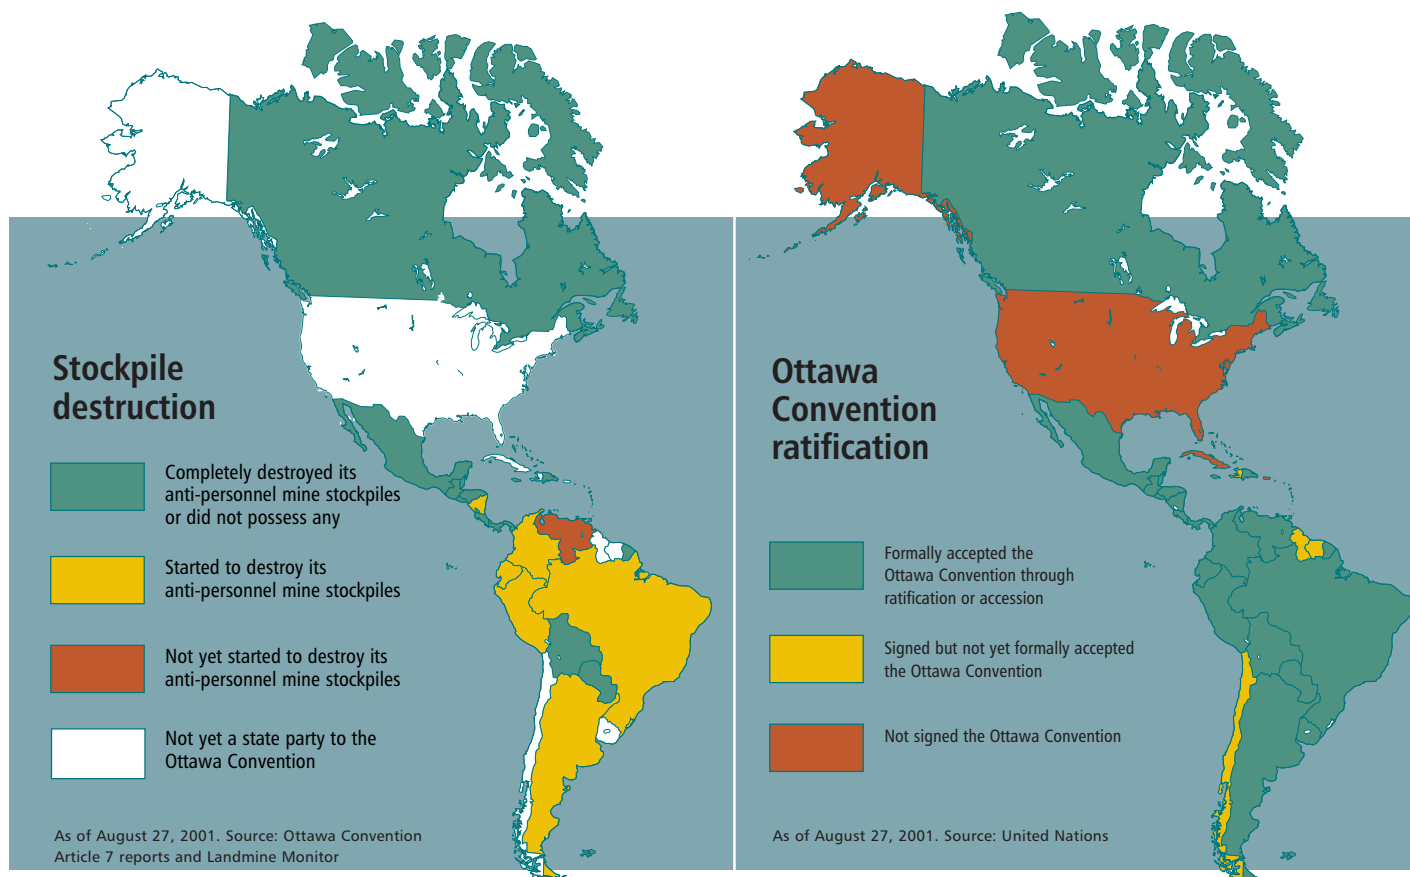 Stockpile
destruction
Completely destroyed its
anti-personnel mine stockpiles
or did not possess any
Started to destroy its
anti-personnel mine stockpiles
Not yet started to destroy its
anti-personnel mine stockpiles
Not yet a state party to the
Ottawa Convention
As of August 27, 2001. Source: Ottawa Convention
Article 7 reports and Landmine Monitor
Ottawa
Convention
ratification
Formally accepted the
Ottawa Convention through
ratification or accession
Signed but not yet formally accepted
the Ottawa Convention
Not signed the Ottawa Convention
As of August 27, 2001. Source: United Nations